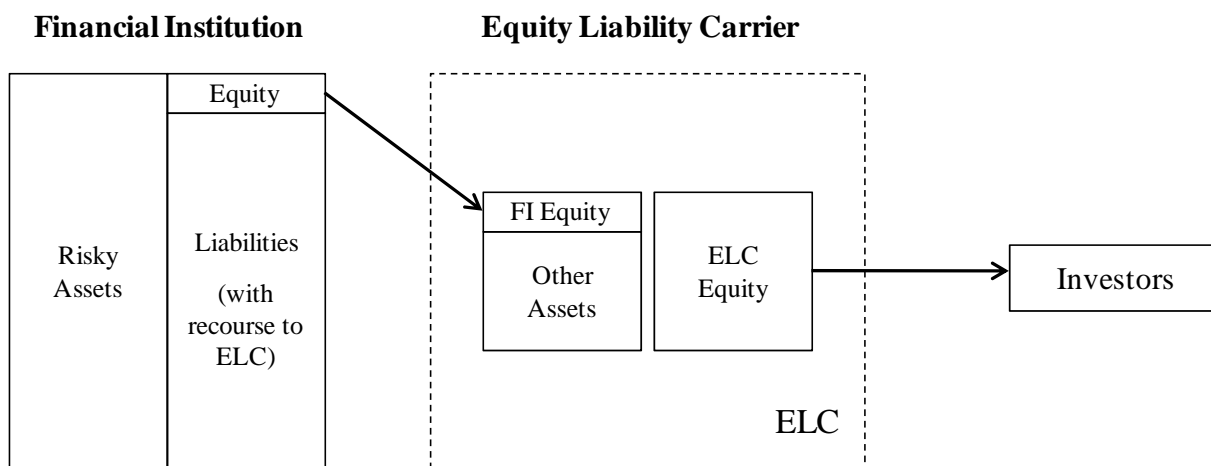 Financial Institution
Equity Liability Carrier
Equity
Risky
Assets
Liabilities
(with
recourse to
ELC)
FI Equity
Other
Assets
ELC
Equity
Investors
ELC